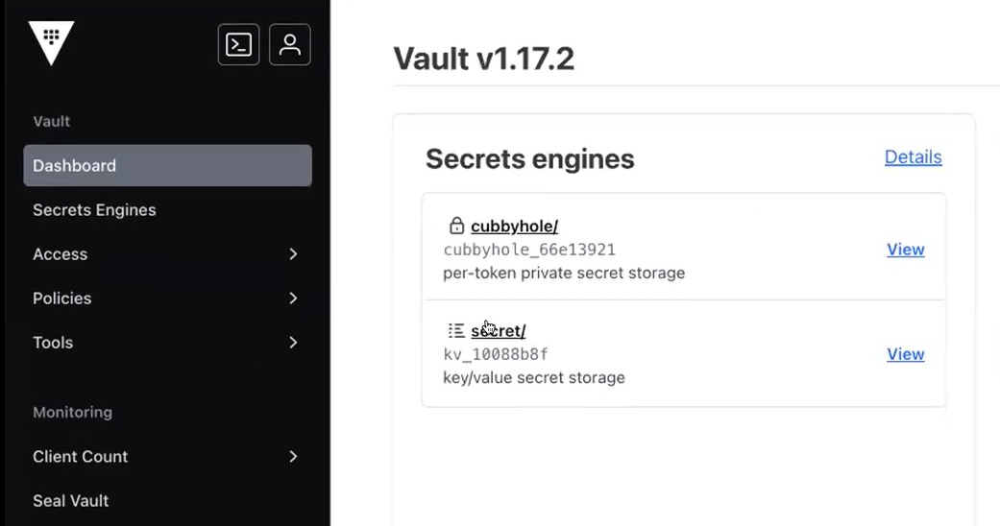 Vault
Dashboard
Secrets Engines
Access
Policies
Tools
Monitoring
Client Count
Seal Vault
Vault v1.17.2
Secrets engines
Details
cubbyhole/
cubbyhole_66e13921
View
per-token private secret storage
secret/
kv_10088b8f
View
key/value secret storage